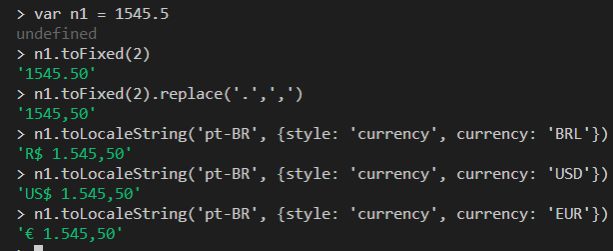 > var n1 = 1545.5
undefined
> n1.toFixed(2)
'1545.50'
> n1.toFixed(2).replace('.',',')
'1545,50'
> n1.toLocaleString('pt-BR', {style: 'currency', currency: 'BRL'})
'R$ 1.545,50'
> n1.toLocaleString('pt-BR', {style: 'currency', currency: 'USD'})
'US$ 1.545,50'
> n1.toLocaleString('pt-BR', {style: 'currency', currency: 'EUR'})
'€ 1.545,50'
>